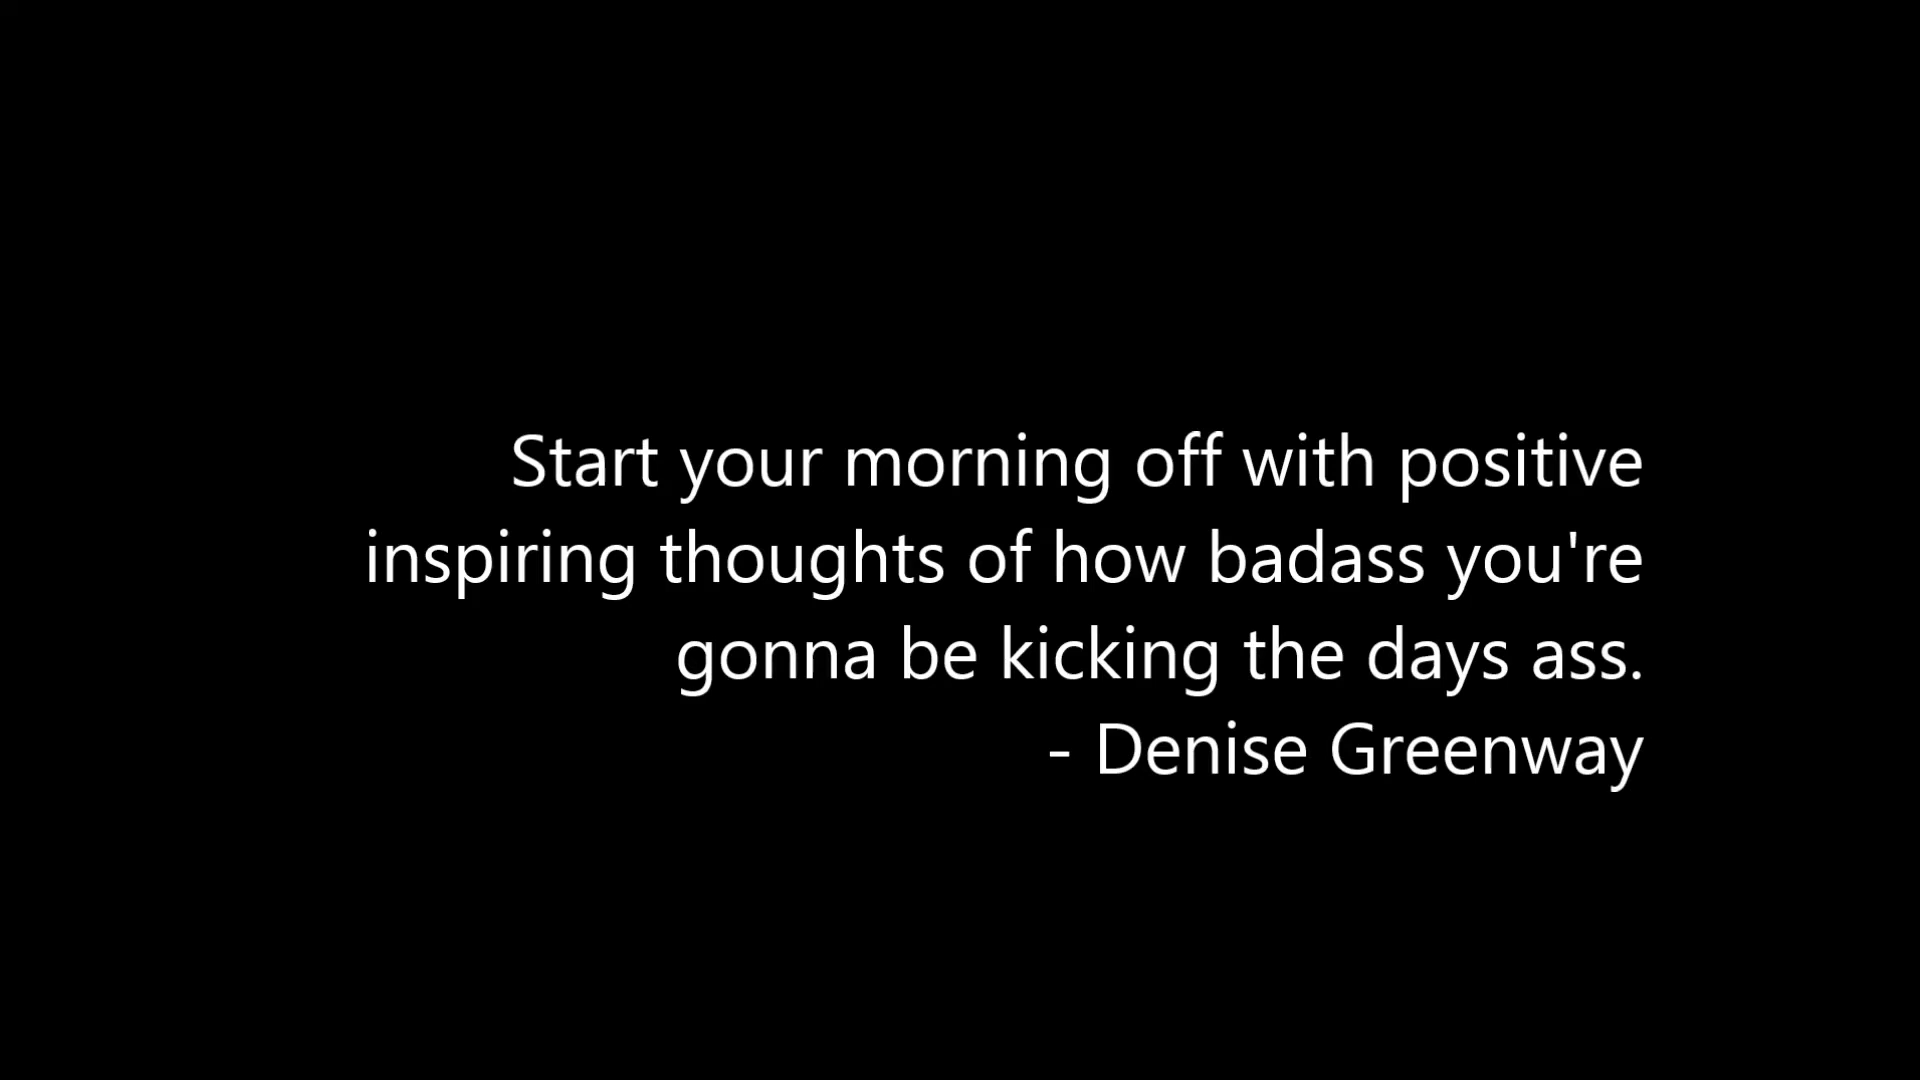 Start your morning off with positive
inspiring thoughts of how badass you're
gonna be kicking the days ass.
- Denise Greenway